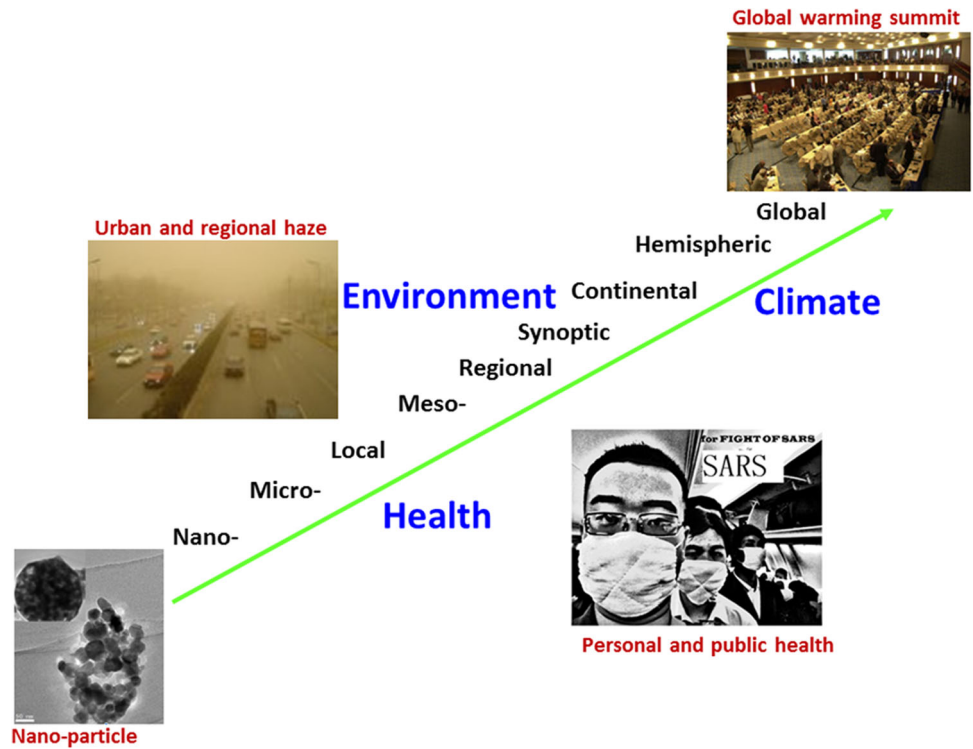 Global warming summit
Global
Urban and regional haze
Hemispheric
Environment
Continental
Climate
Synoptic
Regional
Meso-
for FIGHT OF SARS
SARS
Local
Micro-
Health
Nano-
Personal and public health
Nano-particle